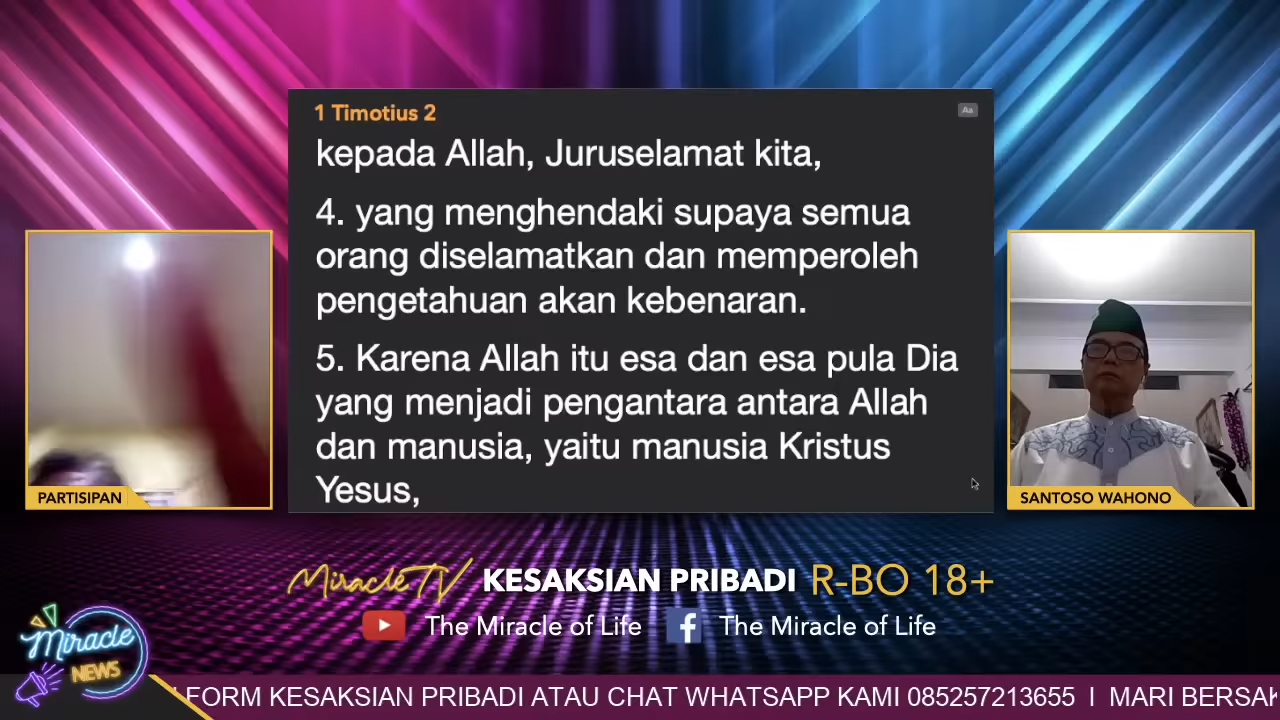 1 Timotius 2
Aa
kepada Allah, Juruselamat kita,
4. yang menghendaki supaya semua
orang diselamatkan dan memperoleh
pengetahuan akan kebenaran.
5. Karena Allah itu esa dan esa pula Dia
yang menjadi pengantara antara Allah
dan manusia, yaitu manusia Kristus
Yesus,
PARTISIPAN
SANTOSO WAHONO
Miracle TV KESAKSIAN PRIBADI R-BO 18+
The Miracle of Life
f The Miracle of Life
Miracle
NEWS
FORM KESAKSIAN PRIBADI ATAU CHAT WHATSAPP KAMI 085257213655 I MARI BERSAK